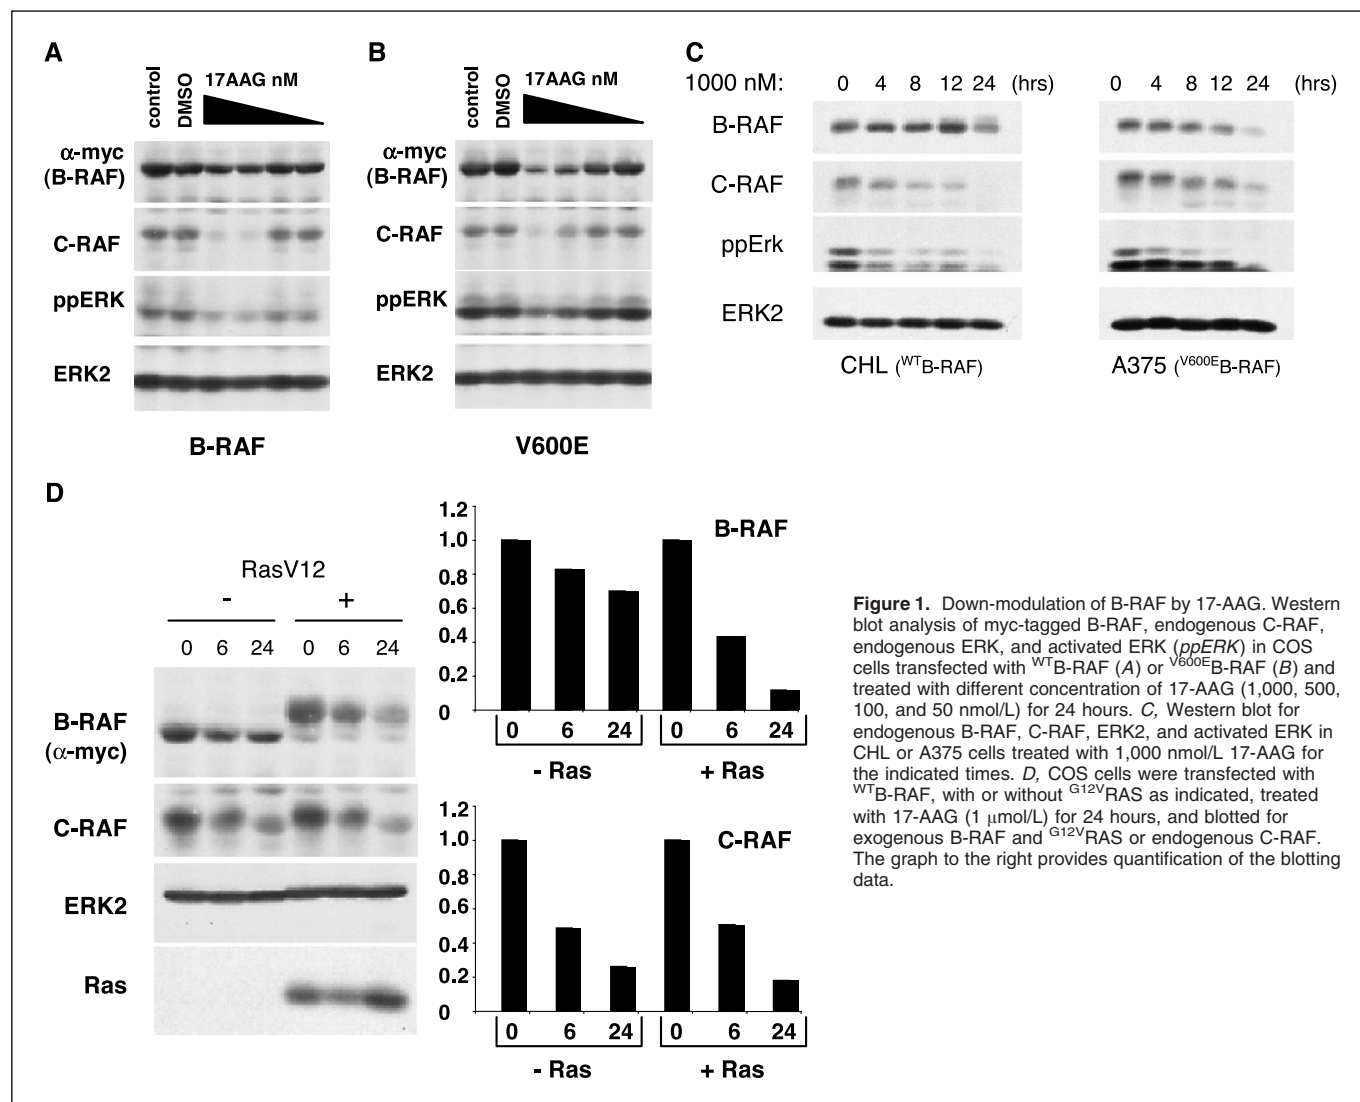 A
control
DMSO
17AAG nM
α-myc
(B-RAF)
C-RAF
ppERK
ERK2
B-RAF
B
control
DMSO
17AAG nM
α-myc
(B-RAF)
C-RAF
ppERK
ERK2
V600E
C
1000 nM: 0 4 8 12 24 (hrs) 0 4 8 12 24 (hrs)
B-RAF
C-RAF
ppErk
ERK2
CHL (WTB-RAF)
A375 (V600EB-RAF)
D
RasV12
- +
0 6 24 0 6 24
B-RAF
(α-myc)
C-RAF
ERK2
Ras
B-RAF
1.2
1.0
0.8
0.6
0.4
0.2
0
0 6 24 0 6 24
- Ras + Ras
C-RAF
1.2
1.0
0.8
0.6
0.4
0.2
0
0 6 24 0 6 24
- Ras + Ras
Figure 1. Down-modulation of B-RAF by 17-AAG. Western
blot analysis of myc-tagged B-RAF, endogenous C-RAF,
endogenous ERK, and activated ERK (ppERK) in COS
cells transfected with WTB-RAF (A) or V600EB-RAF (B) and
treated with different concentration of 17-AAG (1,000, 500,
100, and 50 nmol/L) for 24 hours. C, Western blot for
endogenous B-RAF, C-RAF, ERK2, and activated ERK in
CHL or A375 cells treated with 1,000 nmol/L 17-AAG for
the indicated times. D, COS cells were transfected with
WTB-RAF, with or without G12VRAS as indicated, treated
with 17-AAG (1 μmol/L) for 24 hours, and blotted for
exogenous B-RAF and G12VRAS or endogenous C-RAF.
The graph to the right provides quantification of the blotting
data.